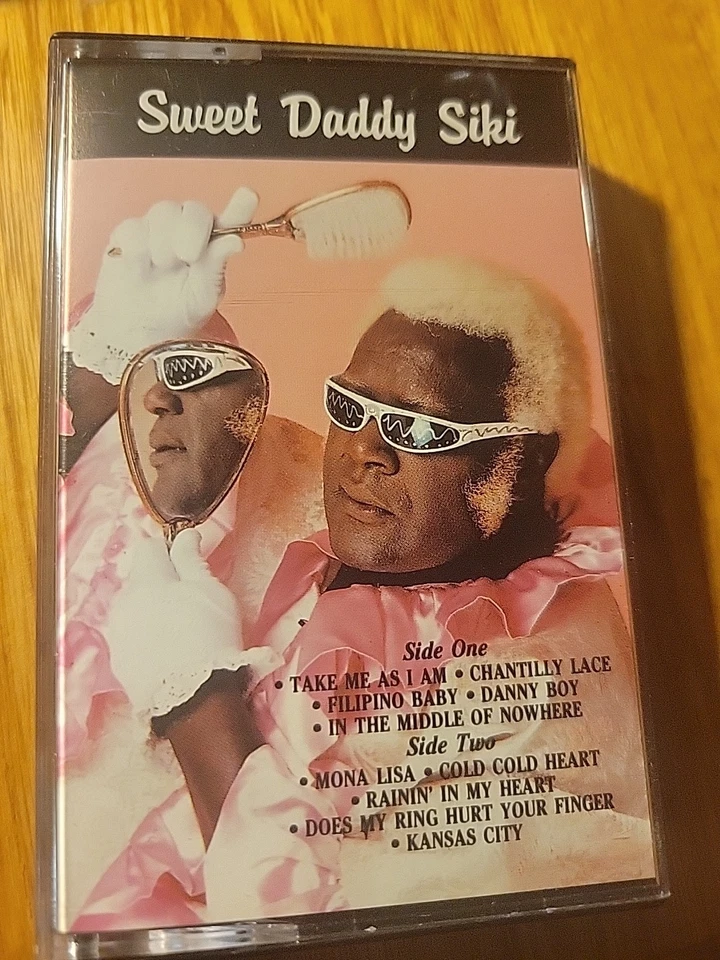 Sweet Daddy Siki
Side One
• TAKE ME AS I AM • CHANTILLY LACE
• FILIPINO BABY • DANNY BOY
• IN THE MIDDLE OF NOWHERE
Side Two
• MONA LISA • COLD COLD HEART
• RAININ' IN MY HEART
• DOES MY RING HURT YOUR FINGER
• KANSAS CITY